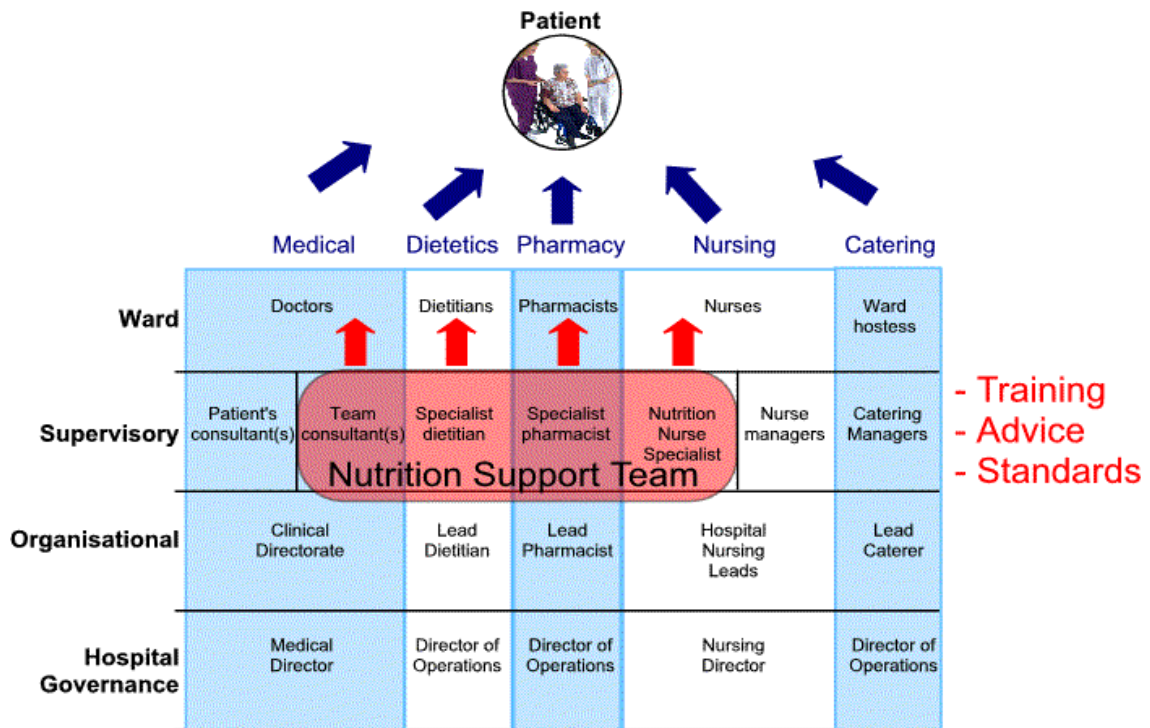 Patient
Medical Dietetics Pharmacy Nursing Catering
Ward
Doctors
Dietitians
Pharmacists
Nurses
Ward
hostess
Supervisory
Patient's
consultant(s)
Team
consultant(s)
Specialist
dietitian
Specialist
pharmacist
Nutrition
Nurse
Specialist
Nurse
managers
Catering
Managers
Nutrition Support Team
- Training
- Advice
- Standards
Organisational
Clinical
Directorate
Lead
Dietitian
Lead
Pharmacist
Hospital
Nursing
Leads
Lead
Caterer
Hospital
Governance
Medical
Director
Director of
Operations
Director of
Operations
Nursing
Director
Director of
Operations